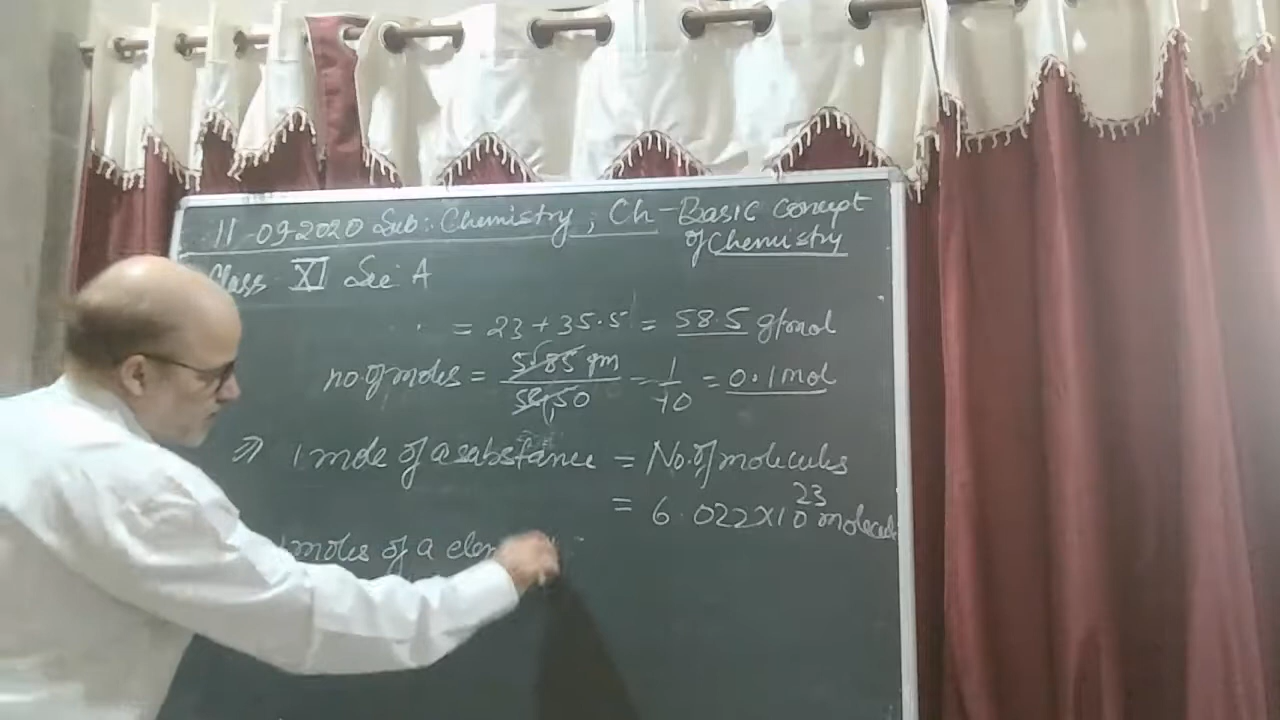 11-09-2020 Sub: Chemistry, Ch-Basic Concept
of Chemistry
Class XI Sec A
= 23 + 35.5 = 58.5 g/mol
no. of moles = 5.85 gm / 58.50 = 1/10 = 0.1 mol
⇒ 1 mole of a substance = No. of molecules
= 6.022 X 10²³ molecule
moles of a elem